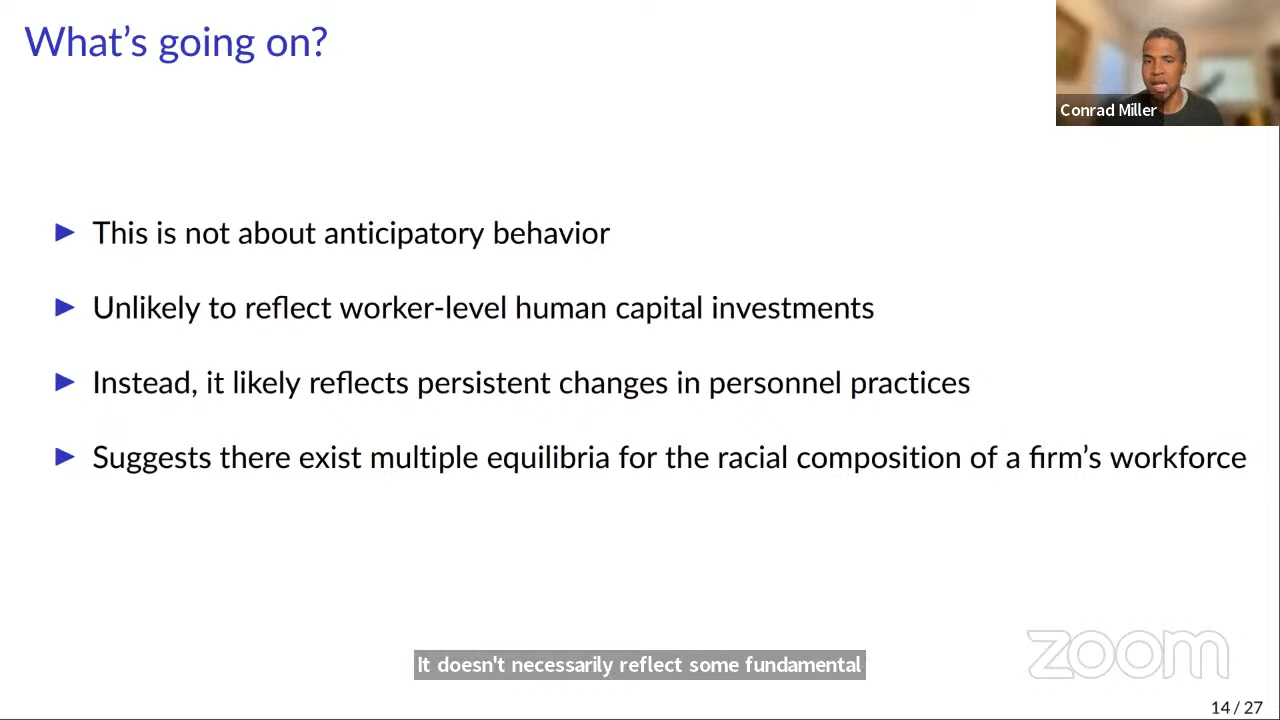 What's going on?
Conrad Miller
▶ This is not about anticipatory behavior
▶ Unlikely to reflect worker-level human capital investments
▶ Instead, it likely reflects persistent changes in personnel practices
▶ Suggests there exist multiple equilibria for the racial composition of a firm's workforce
It doesn't necessarily reflect some fundamental
zoom
14 / 27